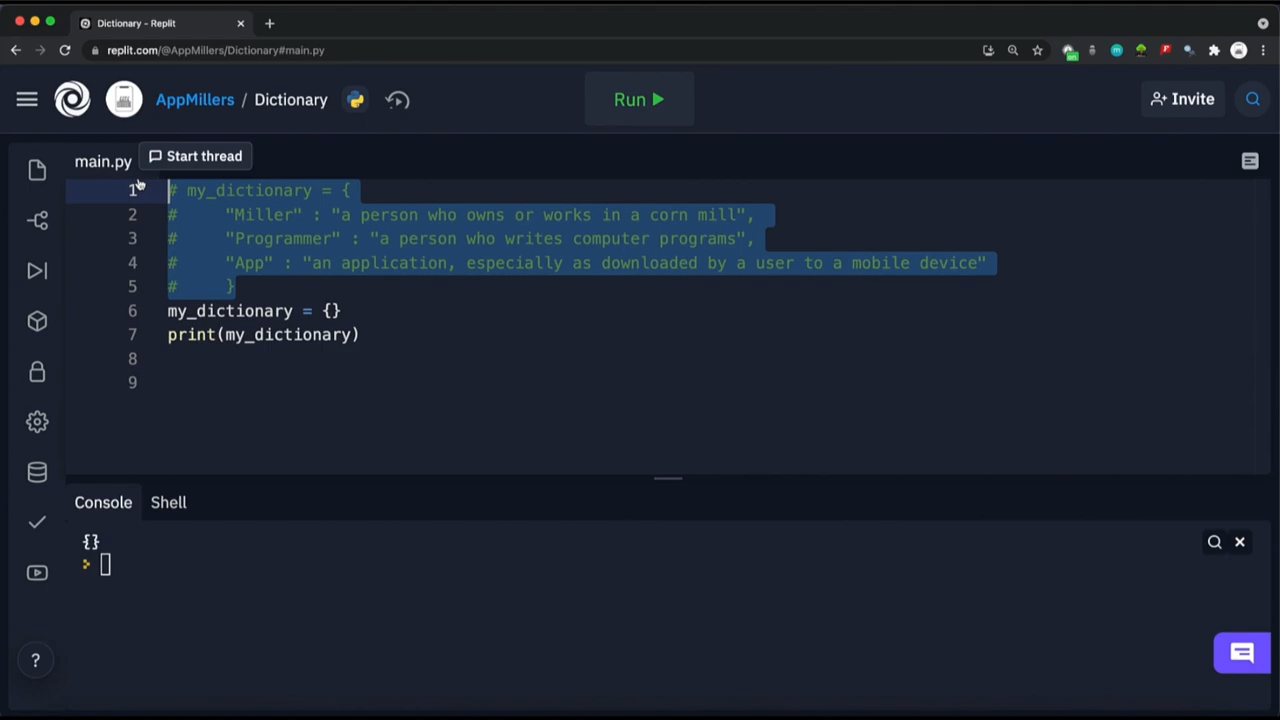 Dictionary - Replit
replit.com/@AppMillers/Dictionary#main.py
AppMillers / Dictionary
Run
Invite
main.py
Start thread
1 # my_dictionary = {
2 #     "Miller" : "a person who owns or works in a corn mill",
3 #     "Programmer" : "a person who writes computer programs",
4 #     "App" : "an application, especially as downloaded by a user to a mobile device"
5 #     }
6 my_dictionary = {}
7 print(my_dictionary)
8
9
Console Shell
{}
?